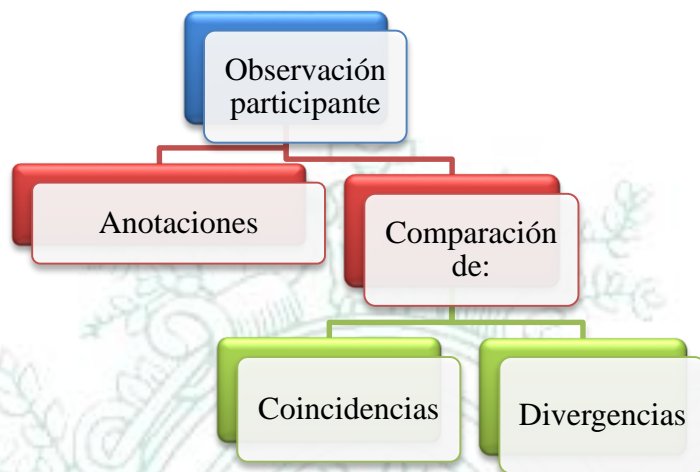 Observación
participante
Anotaciones
Comparación
de:
Coincidencias
Divergencias